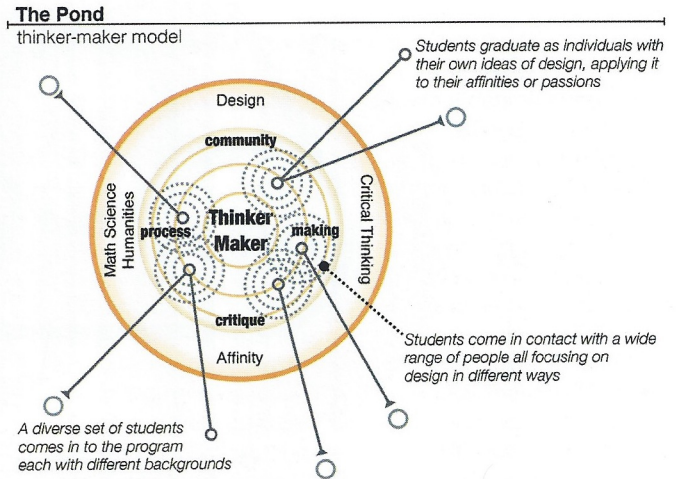 The Pond
thinker-maker model
Students graduate as individuals with
their own ideas of design, applying it
to their affinities or passions
Design
community
Math Science
Humanities
process
Thinker
Maker
making
Critical Thinking
critique
Affinity
Students come in contact with a wide
range of people all focusing on
design in different ways
A diverse set of students
comes in to the program
each with different backgrounds